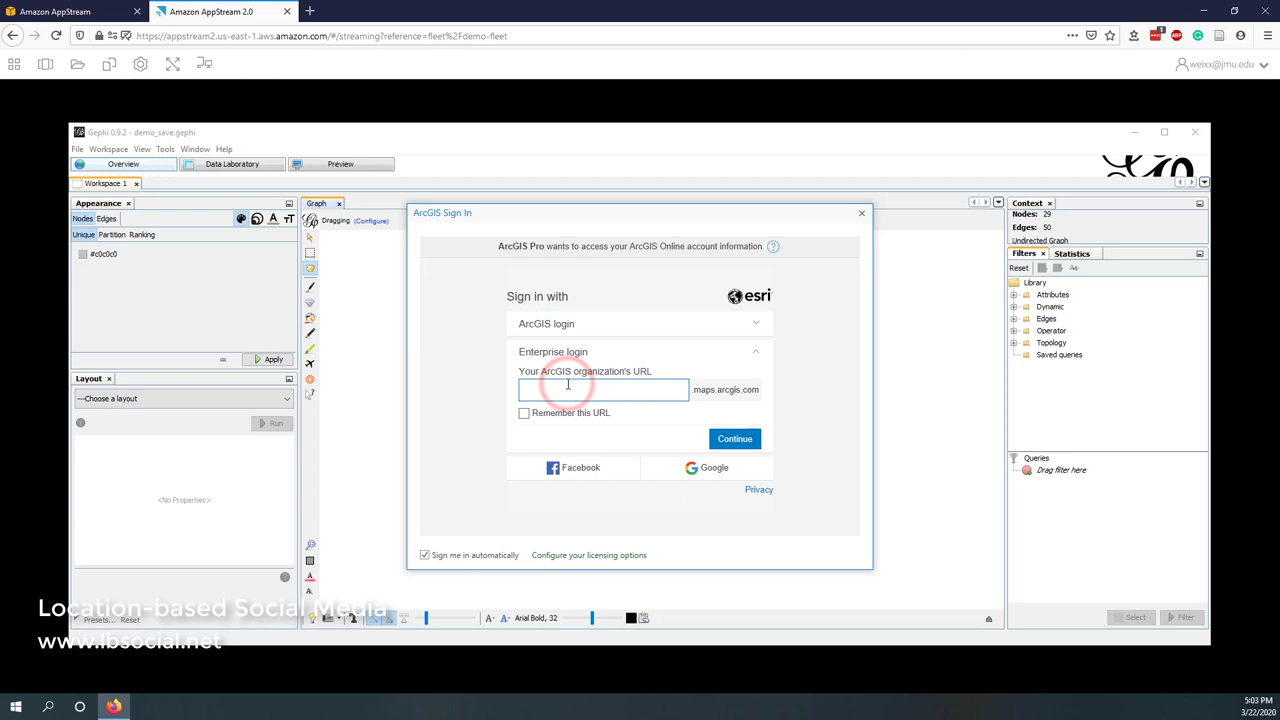 Amazon AppStream
Amazon AppStream 2.0
https://appstream2.us-east-1.aws.amazon.com/#/streaming?reference=fleet%2Fdemo-fleet
weixx@jmu.edu
Gephi 0.9.2 - demo_save.gephi
File Workspace View Tools Window Help
Overview Data Laboratory Preview
Workspace 1
Appearance
Nodes Edges
Unique Partition Ranking
#c0c0c0
Apply
Layout
---Choose a layout
Run
<No Properties>
Presets... Reset
Graph
Dragging (Configure)
ArcGIS Sign In
ArcGIS Pro wants to access your ArcGIS Online account information
Sign in with
esri
ArcGIS login
Enterprise login
Your ArcGIS organization's URL
.maps.arcgis.com
Remember this URL
Continue
Facebook Google
Privacy
Sign me in automatically Configure your licensing options
Arial Bold, 32
Context
Nodes: 29
Edges: 50
Undirected Graph
Filters Statistics
Reset
Library
Attributes
Dynamic
Edges
Operator
Topology
Saved queries
Queries
Drag filter here
Select Filter
Location-based Social Media
www.lbsocial.net
5:03 PM
3/22/2020